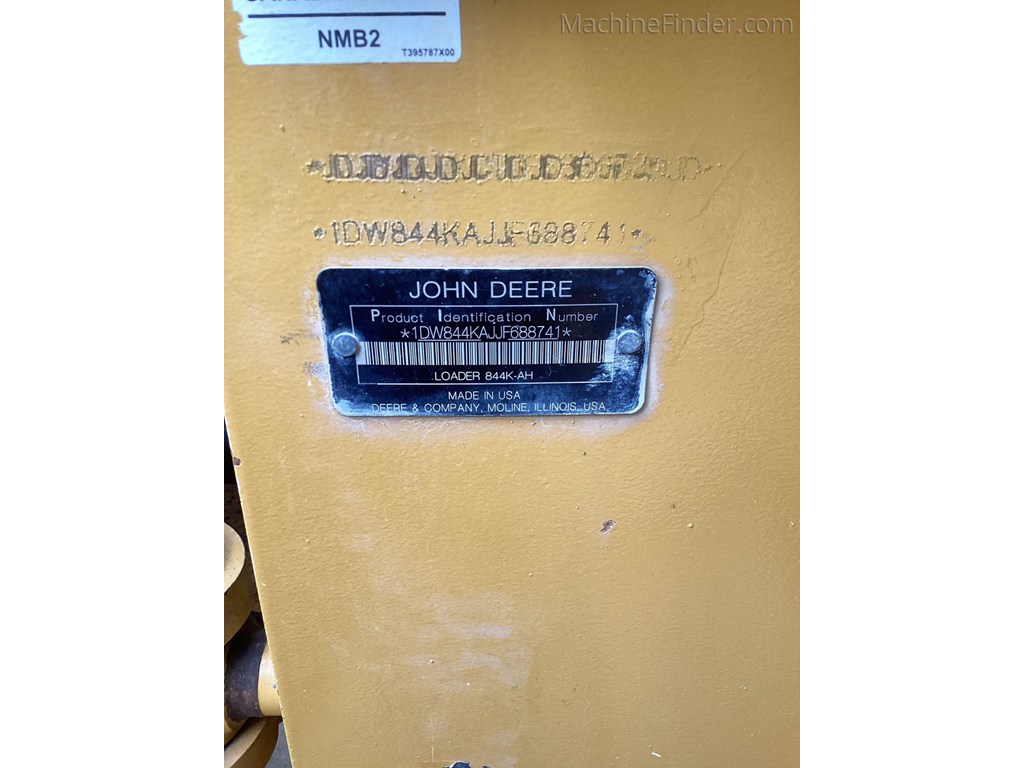 MachineFinder.com
NMB2
T395787X00
*1DW844KAJJF688741*
JOHN DEERE
Product Identification Number
*1DW844KAJJF688741*
LOADER 844K-AH
MADE IN USA
DEERE & COMPANY, MOLINE, ILLINOIS, USA